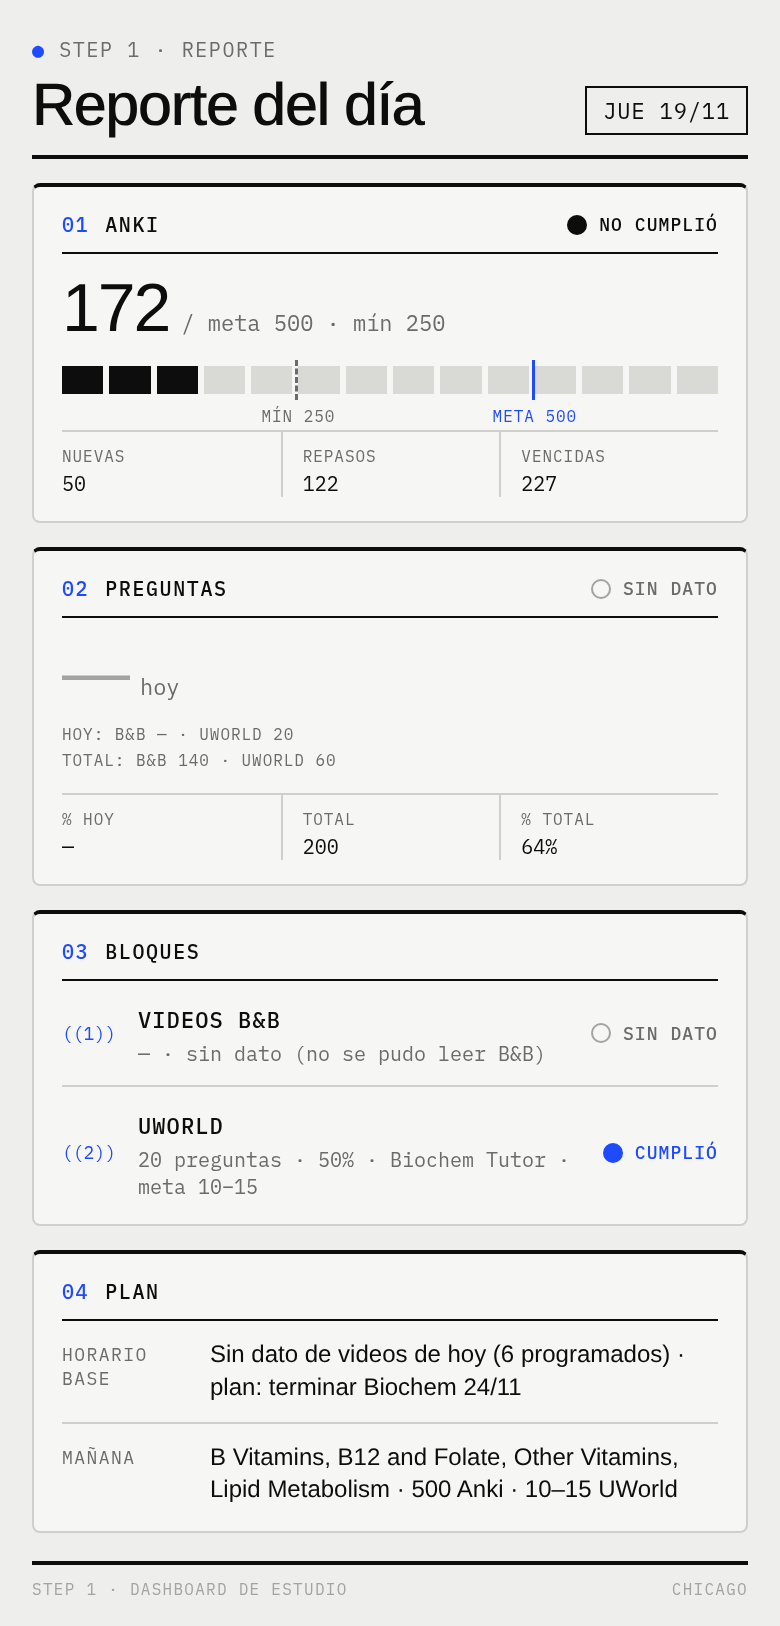 STEP 1 · REPORTE
Reporte del día
JUE 19/11
01 ANKI
NO CUMPLIÓ
172 / meta 500 · mín 250
MÍN 250
META 500
NUEVAS
REPASOS
VENCIDAS
50
122
227
02 PREGUNTAS
SIN DATO
— hoy
HOY: B&B — · UWORLD 20
TOTAL: B&B 140 · UWORLD 60
% HOY
TOTAL
% TOTAL
—
200
64%
03 BLOQUES
((1))
VIDEOS B&B
— · sin dato (no se pudo leer B&B)
SIN DATO
((2))
UWORLD
20 preguntas · 50% · Biochem Tutor ·
meta 10–15
CUMPLIÓ
04 PLAN
HORARIO
BASE
Sin dato de videos de hoy (6 programados) ·
plan: terminar Biochem 24/11
MAÑANA
B Vitamins, B12 and Folate, Other Vitamins,
Lipid Metabolism · 500 Anki · 10–15 UWorld
STEP 1 · DASHBOARD DE ESTUDIO
CHICAGO